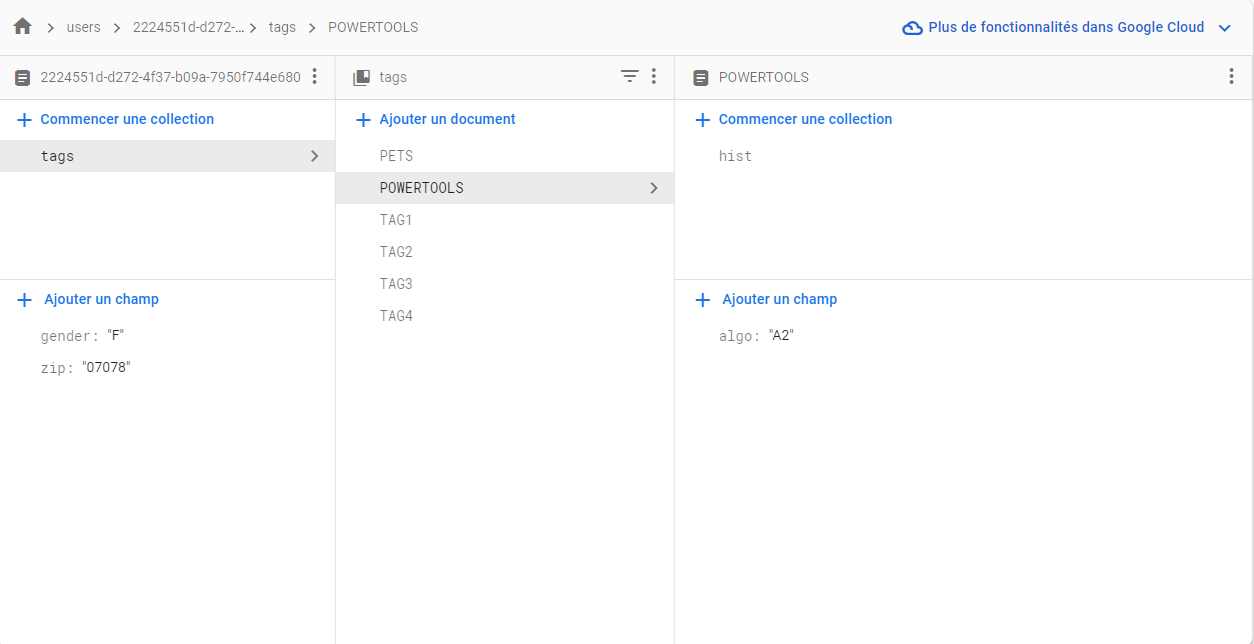 users 2224551d-d272-... tags POWERTOOLS Plus de fonctionnalités dans Google Cloud
2224551d-d272-4f37-b09a-7950f744e680 tags POWERTOOLS
Commencer une collection Ajouter un document Commencer une collection
tags PETS hist
POWERTOOLS
TAG1
TAG2
TAG3
TAG4
Ajouter un champ Ajouter un champ
gender: "F" algo: "A2"
zip: "07078"